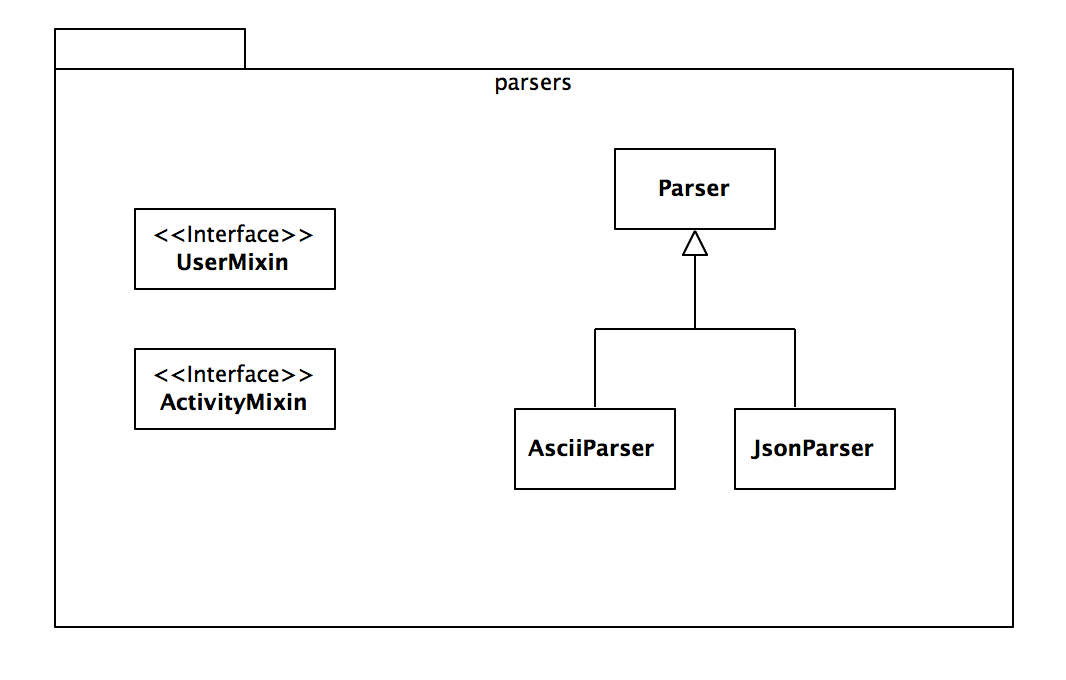 parsers
<<Interface>>
UserMixin
<<Interface>>
ActivityMixin
Parser
AsciiParser
JsonParser